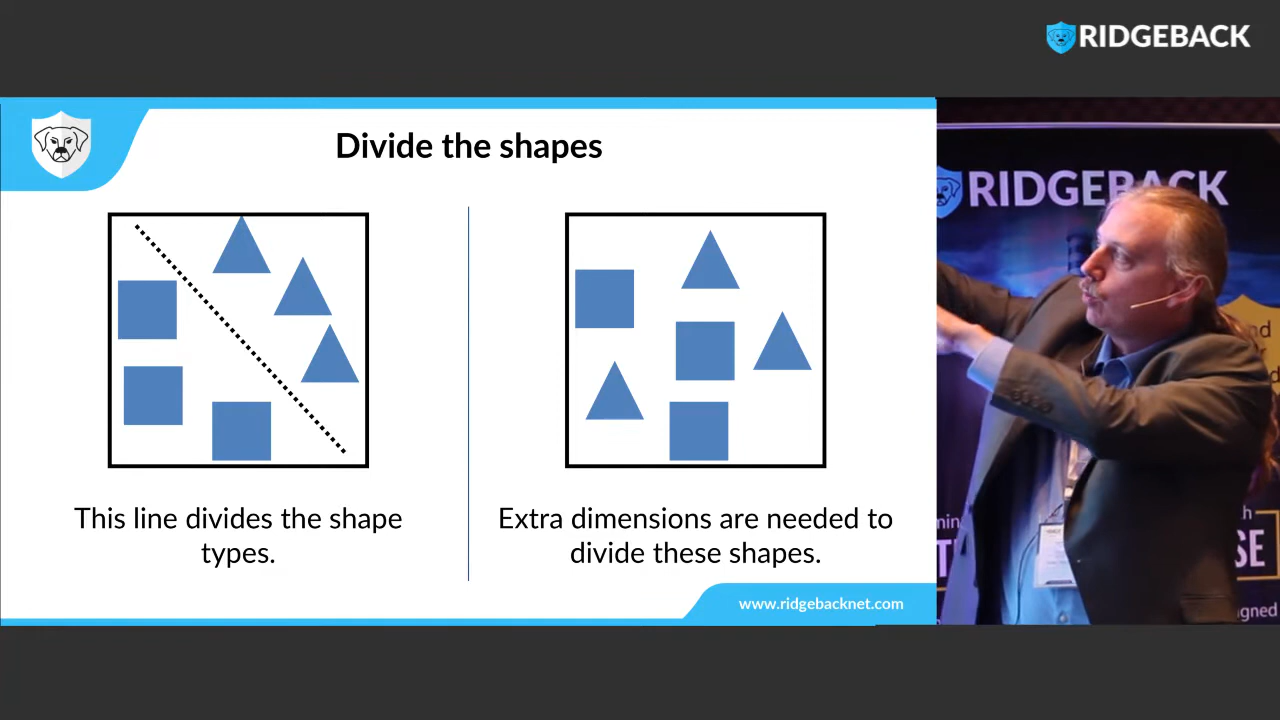 RIDGEBACK
Divide the shapes
This line divides the shape
types.
Extra dimensions are needed to
divide these shapes.
www.ridgebacknet.com
RIDGEBACK